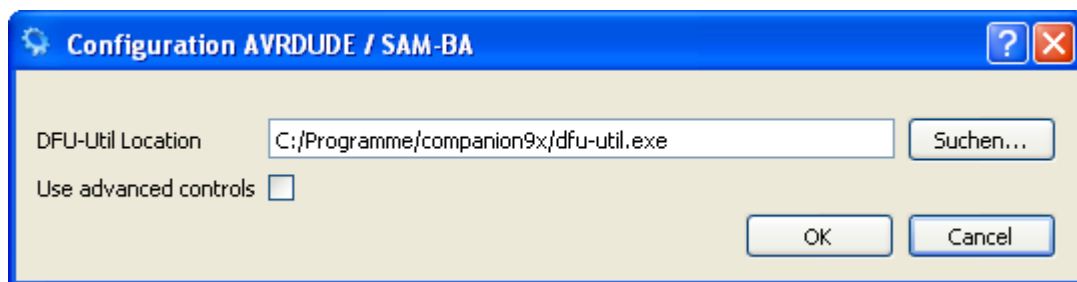 Configuration AVRDUDE / SAM-BA
DFU-Util Location C:/Programme/companion9x/dfu-util.exe Suchen...
Use advanced controls
OK Cancel